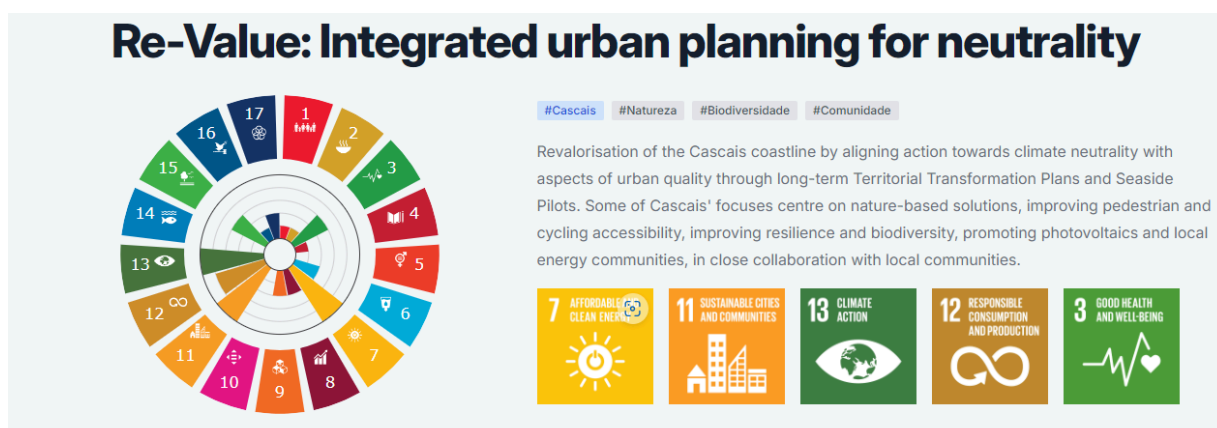 Re-Value: Integrated urban planning for neutrality
#Cascais #Natureza #Biodiversidade #Comunidade
Revalorisation of the Cascais coastline by aligning action towards climate neutrality with
aspects of urban quality through long-term Territorial Transformation Plans and Seaside
Pilots. Some of Cascais' focuses centre on nature-based solutions, improving pedestrian and
cycling accessibility, improving resilience and biodiversity, promoting photovoltaics and local
energy communities, in close collaboration with local communities.
1
2
3
4
5
6
7
8
9
10
11
12
13
14
15
16
17
7 AFFORDABLE
CLEAN
11 SUSTAINABLE CITIES
AND COMMUNITIES
13 CLIMATE
ACTION
12 RESPONSIBLE
CONSUMPTION
AND PRODUCTION
3 GOOD HEALTH
AND WELL-BEING